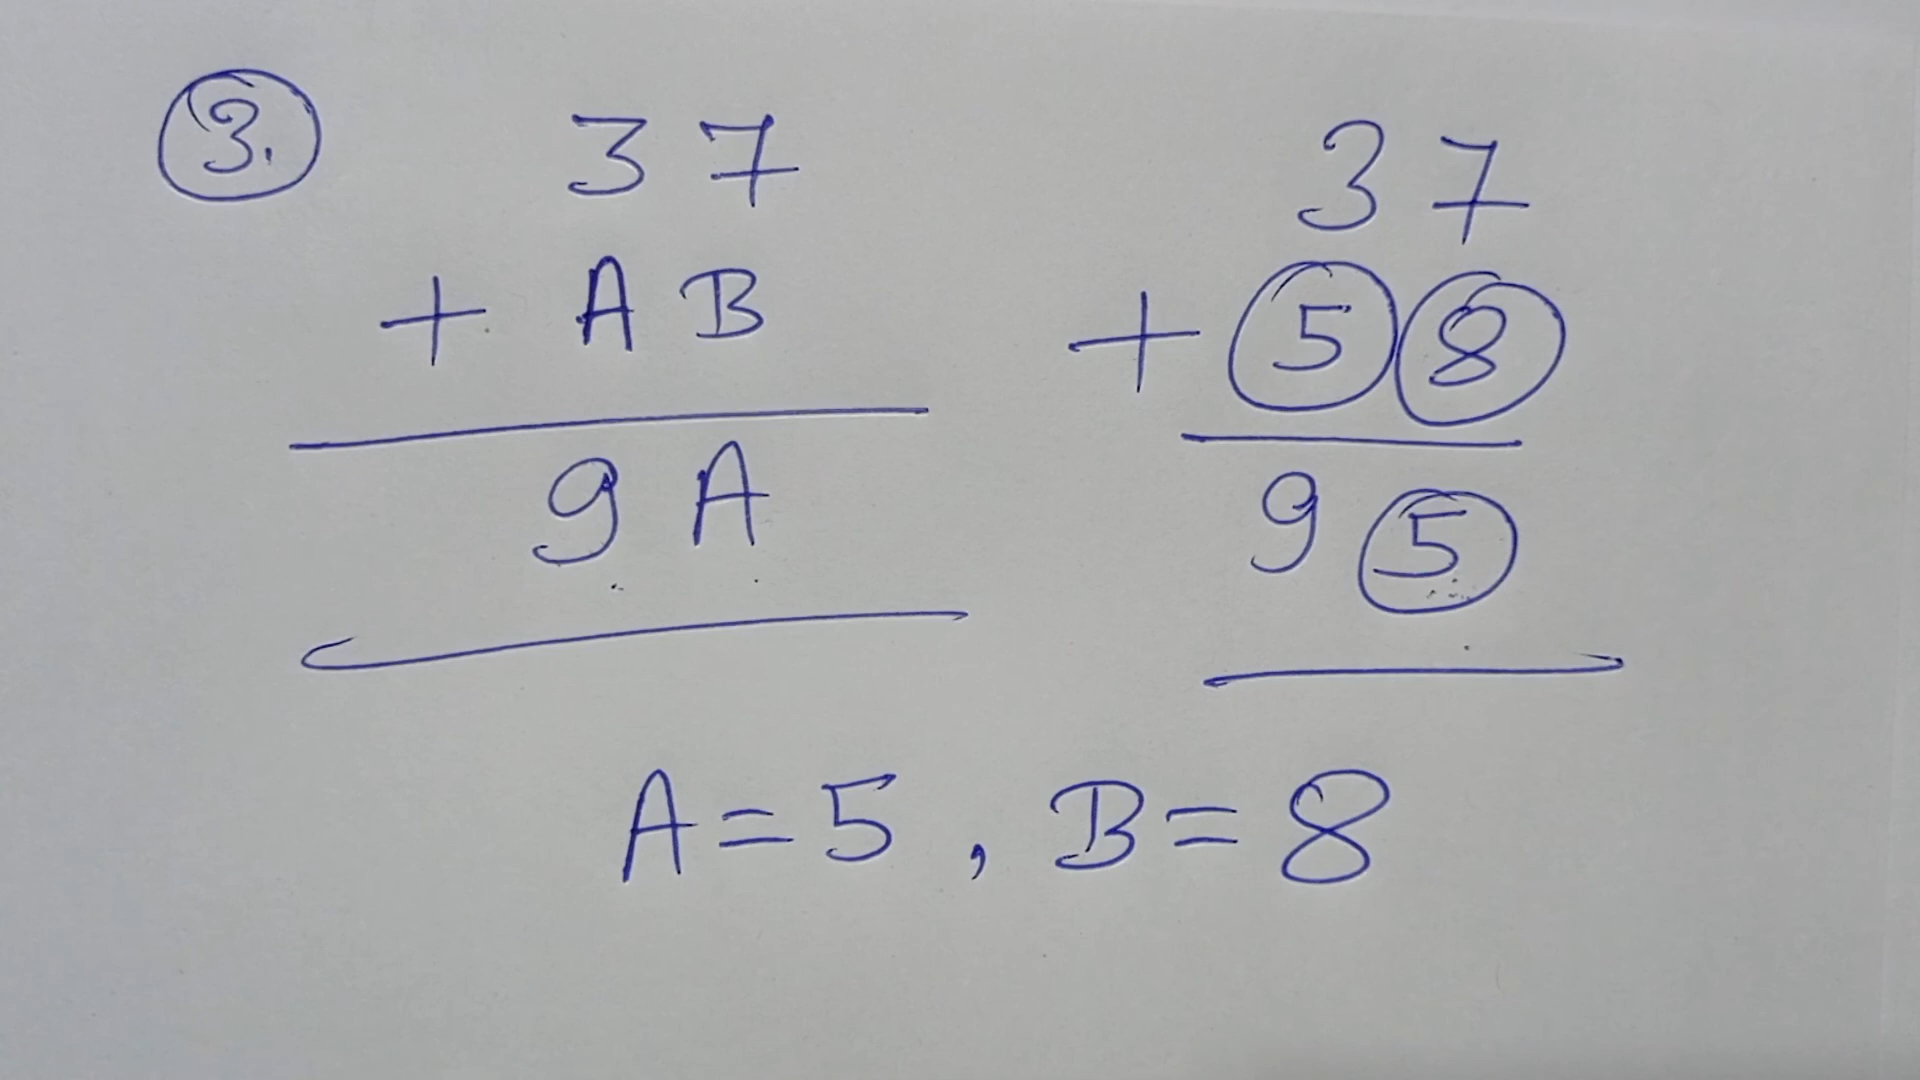 3. 37 37
+ AB + 58
9A 95
A = 5 , B = 8